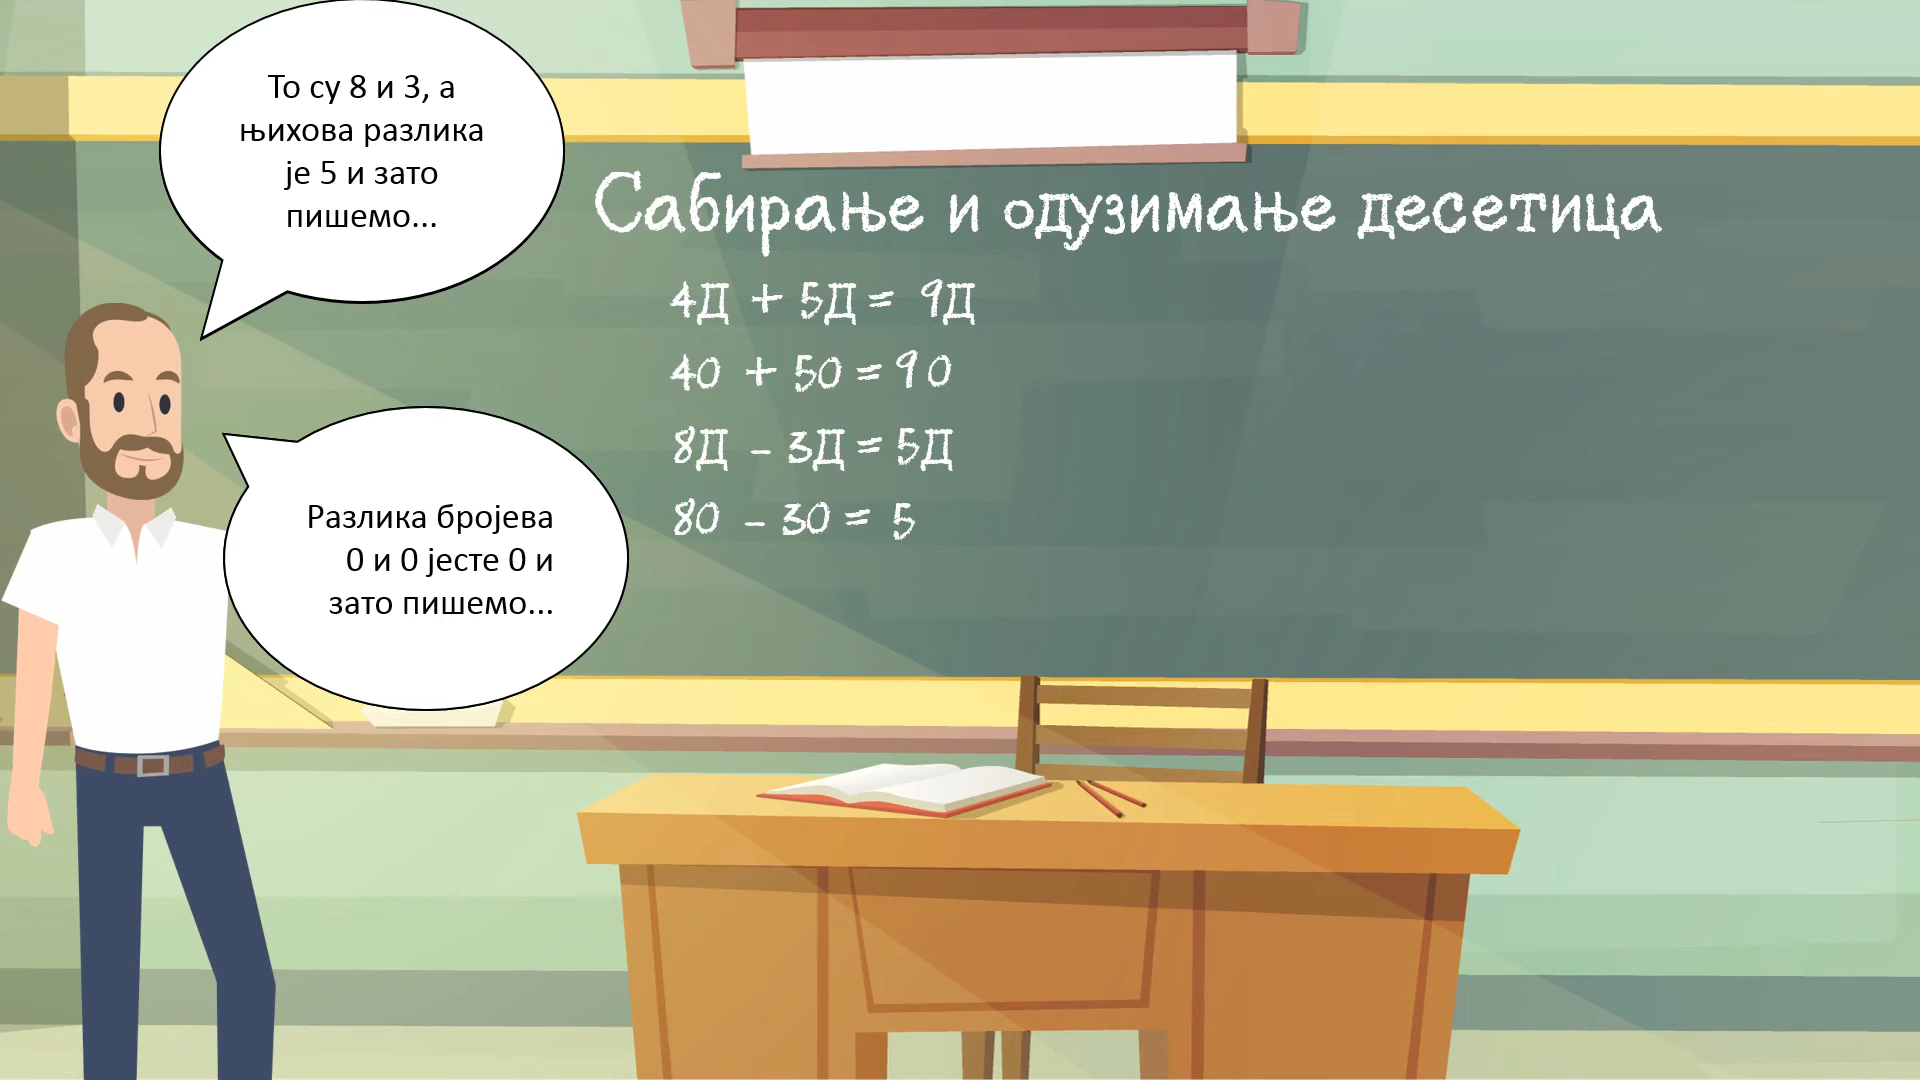 То су 8 и 3, а
њихова разлика
је 5 и зато
пишемо...
Сабирање и одузимање десетица
4Д + 5Д = 9Д
40 + 50 = 90
8Д - 3Д = 5Д
80 - 30 = 5
Разлика бројева
0 и 0 јесте 0 и
зато пишемо...